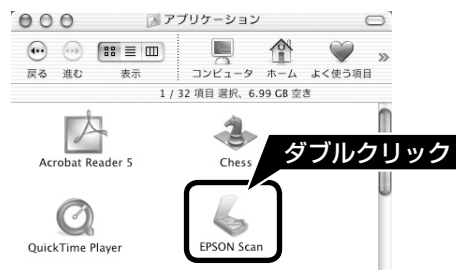 アプリケーション
戻る 進む 表示 コンピュータ ホーム よく使う項目
1 / 32 項目 選択、6.99 GB 空き
Acrobat Reader 5 Chess
ダブルクリック
QuickTime Player EPSON Scan